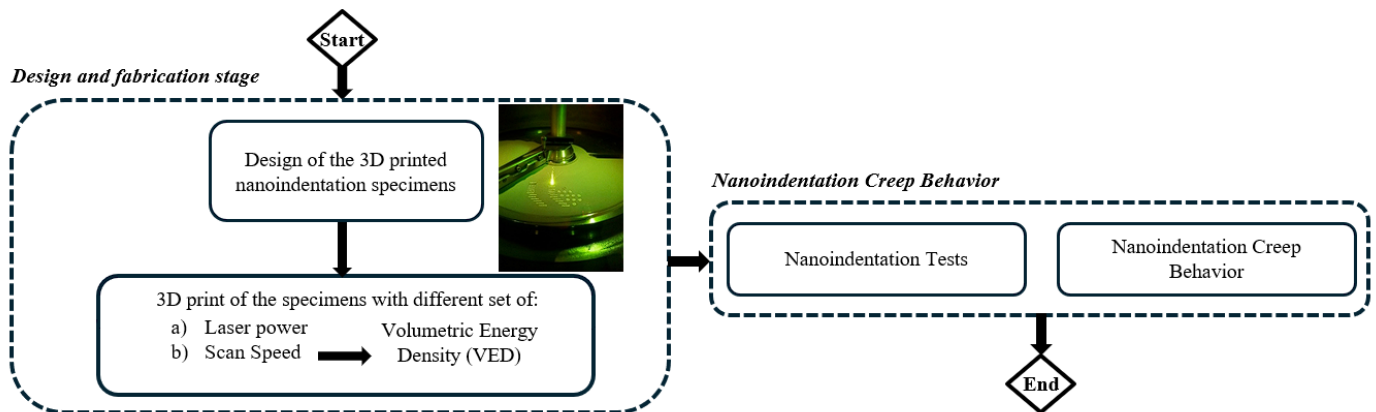 Start
Design and fabrication stage
Design of the 3D printed
nanoindentation specimens
3D print of the specimens with different set of:
a) Laser power
b) Scan Speed
Volumetric Energy
Density (VED)
Nanoindentation Creep Behavior
Nanoindentation Tests
Nanoindentation Creep
Behavior
End